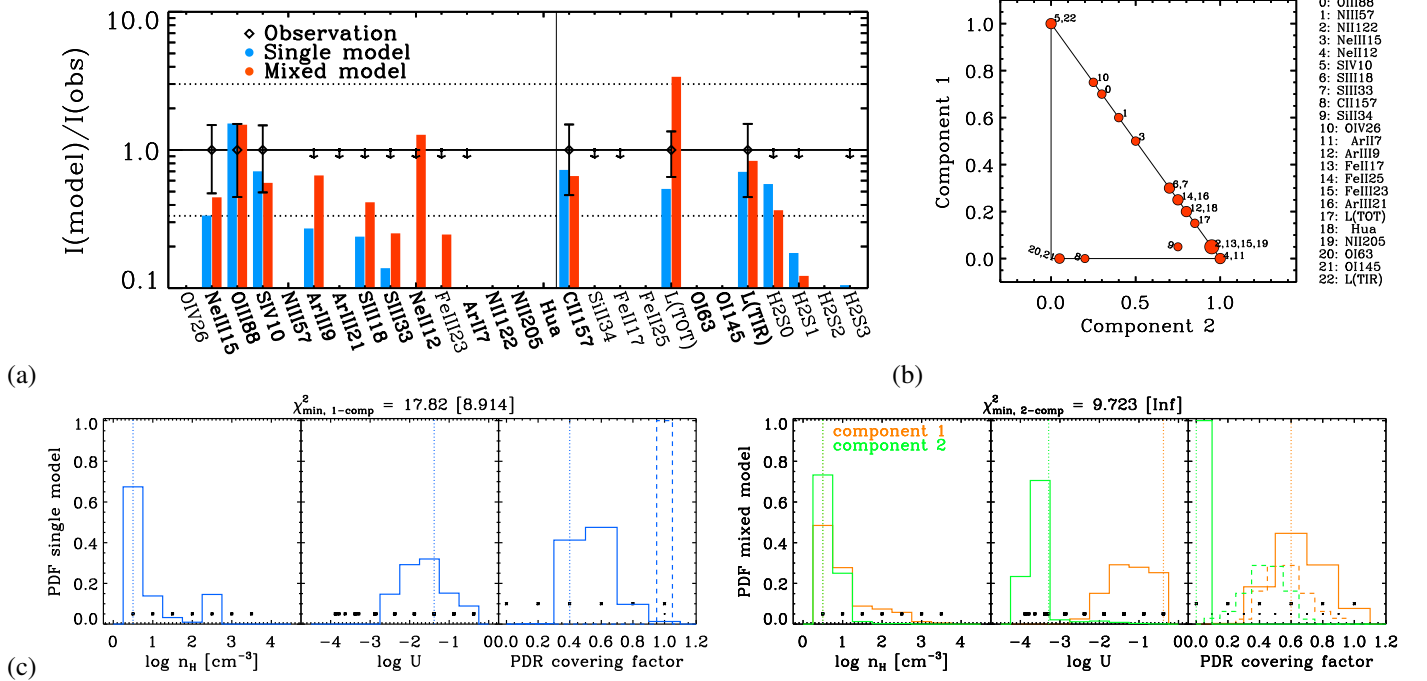 10.0
1.0
0.1
I(model)/I(obs)
Observation
Single model
Mixed model
OIV26
NeIII15
OIII88
SIV10
NIII57
ArIII9
ArIII21
SIII18
SIII33
NeII12
FeIII23
ArII7
NII122
NII205
Hua
CII157
SiII34
FeII17
FeII25
L(TOT)
OI63
OI145
L(TIR)
H2S0
H2S1
H2S2
H2S3
(a)
1.0
0.8
0.6
0.4
0.2
0.0
Component 1
5,22
10
0
1
3
6,7
14,16
12,18
17
2,13,15,19
4,11
9
20,21
8
0.0 0.5 1.0
Component 2
0: OIII88
1: NIII57
2: NII122
3: NeIII15
4: NeII12
5: SIV10
6: SIII18
7: SIII33
8: CII157
9: SiII34
10: OIV26
11: ArII7
12: ArIII9
13: FeII17
14: FeII25
15: FeIII23
16: ArIII21
17: L(TOT)
18: Hua
19: NII205
20: OI63
21: OI145
22: L(TIR)
(b)
χ²min, 1-comp = 17.82 [8.914]
1.0
0.8
0.6
0.4
0.2
0.0
PDF single model
0 1 2 3 4
log nH [cm−3]
−4 −3 −2 −1
log U
0.0 0.2 0.4 0.6 0.8 1.0 1.2
PDR covering factor
χ²min, 2-comp = 9.723 [Inf]
component 1
component 2
1.0
0.8
0.6
0.4
0.2
0.0
PDF mixed model
0 1 2 3 4
log nH [cm−3]
−4 −3 −2 −1
log U
0.0 0.2 0.4 0.6 0.8 1.0 1.2
PDR covering factor
(c)